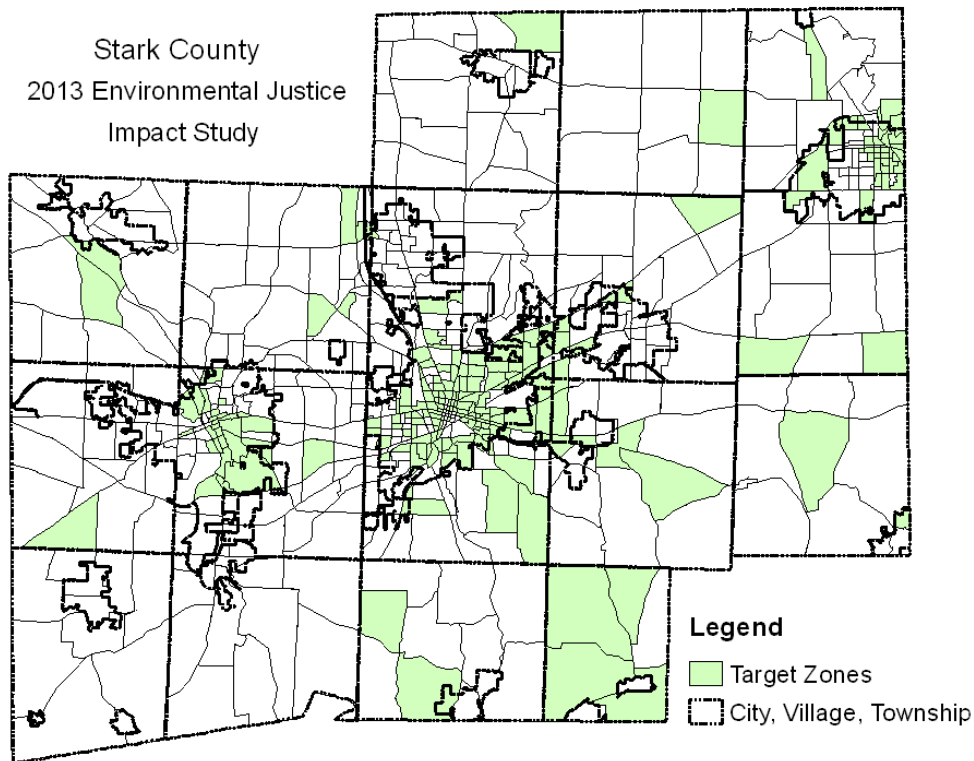 Stark County
2013 Environmental Justice
Impact Study
Legend
Target Zones
City, Village, Township